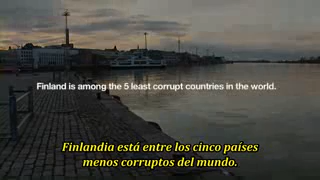 Finland is among the 5 least corrupt countries in the world.
Finlandia está entre los cinco países
menos corruptos del mundo.